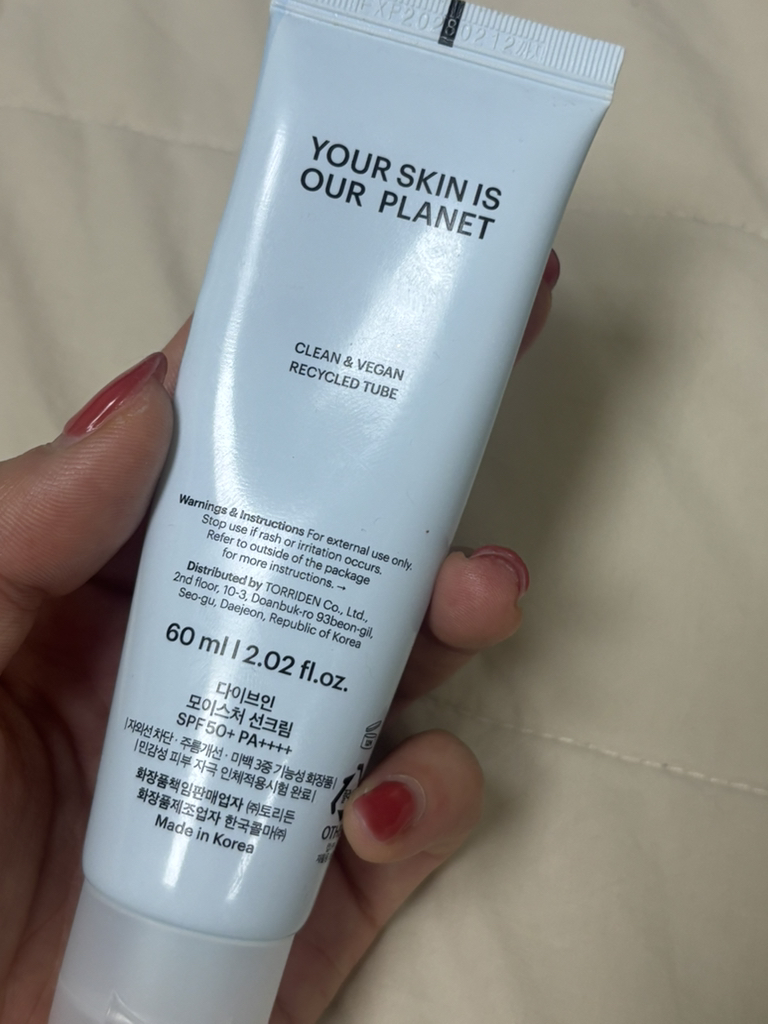 YOUR SKIN IS
OUR PLANET
CLEAN & VEGAN
RECYCLED TUBE
Warnings & Instructions For external use only.
Stop use if rash or irritation occurs.
Refer to outside of the package
for more instructions. →
Distributed by TORRIDEN Co., Ltd.,
2nd floor, 10-3, Doanbuk-ro 93beon-gil,
Seo-gu, Daejeon, Republic of Korea
60 ml | 2.02 fl.oz.
다이브인
모이스처 선크림
SPF50+ PA++++
|자외선 차단 · 주름개선 · 미백 3중 기능성 화장품|
|민감성 피부 자극 인체적용시험 완료|
화장품책임판매업자 ㈜토리든
화장품제조업자 한국콜마㈜
Made in Korea